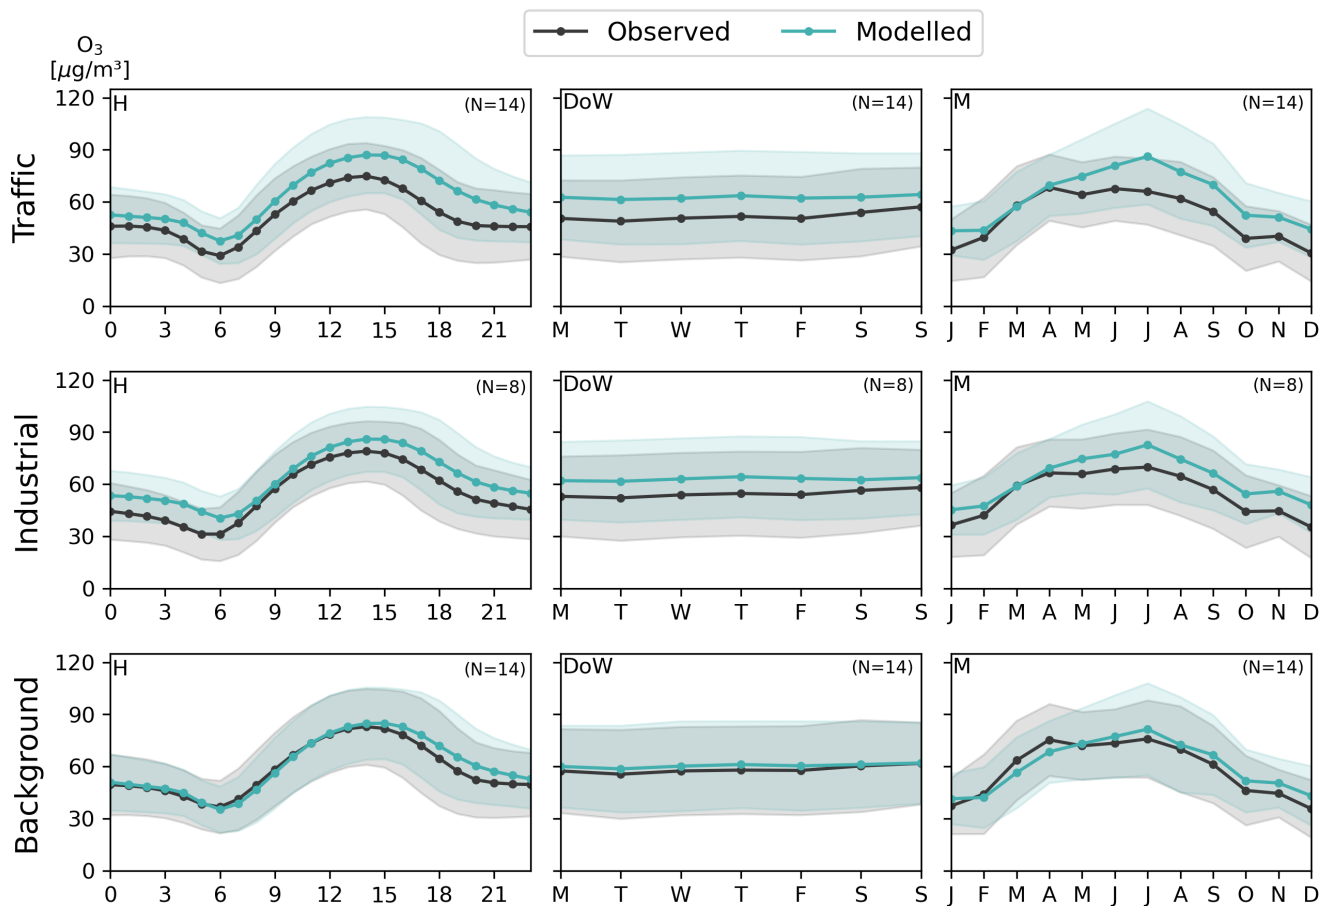 Observed Modelled
O₃
[μg/m³]
Traffic
120
90
60
30
0
H (N=14)
0 3 6 9 12 15 18 21
DoW (N=14)
M T W T F S S
M (N=14)
J F M A M J J A S O N D
Industrial
120
90
60
30
0
H (N=8)
0 3 6 9 12 15 18 21
DoW (N=8)
M T W T F S S
M (N=8)
J F M A M J J A S O N D
Background
120
90
60
30
0
H (N=14)
0 3 6 9 12 15 18 21
DoW (N=14)
M T W T F S S
M (N=14)
J F M A M J J A S O N D